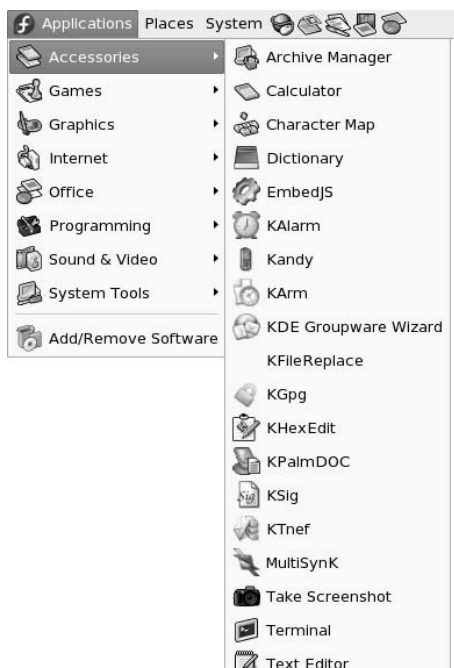 Applications Places System
Accessories
Games
Graphics
Internet
Office
Programming
Sound & Video
System Tools
Add/Remove Software
Archive Manager
Calculator
Character Map
Dictionary
EmbedJS
KAlarm
Kandy
KArm
KDE Groupware Wizard
KFileReplace
KGpg
KHexEdit
KPalmDOC
Sig KSig
KTnef
MultiSynK
Take Screenshot
Terminal
Text Editor